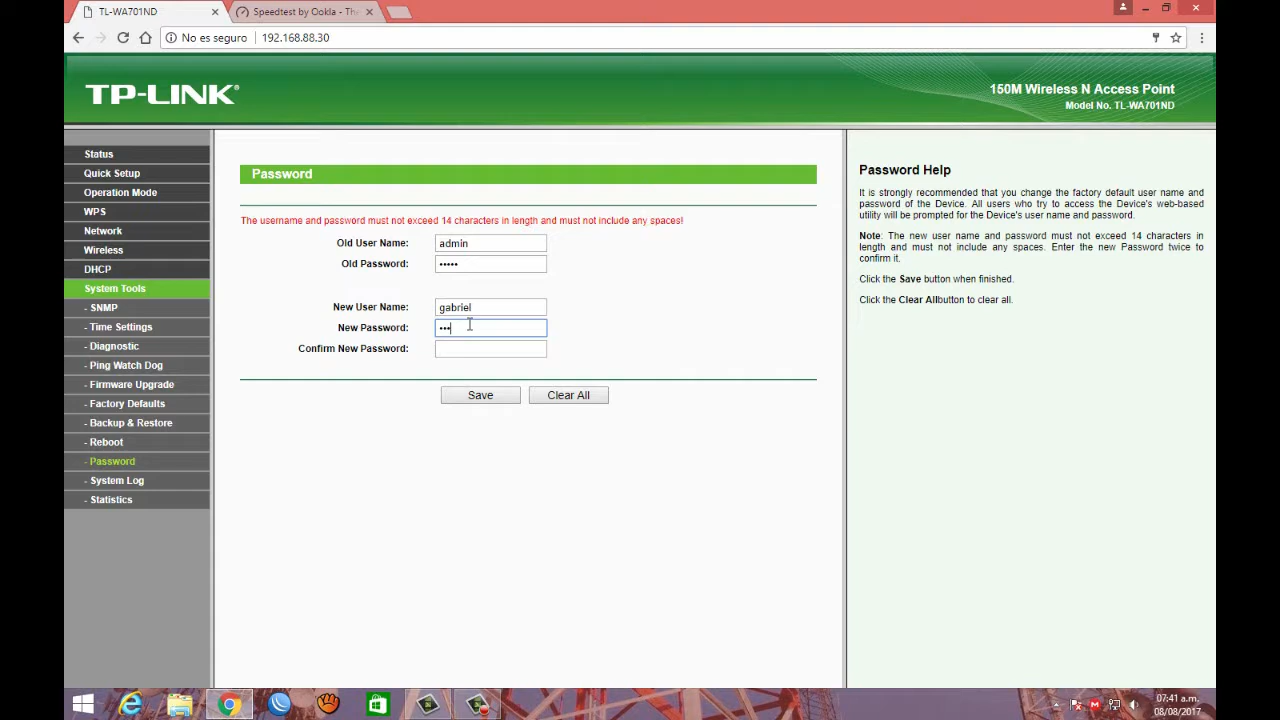 TL-WA701ND
Speedtest by Ookla - The
No es seguro
192.168.88.30
TP-LINK®
150M Wireless N Access Point
Model No. TL-WA701ND
Status
Quick Setup
Operation Mode
WPS
Network
Wireless
DHCP
System Tools
- SNMP
- Time Settings
- Diagnostic
- Ping Watch Dog
- Firmware Upgrade
- Factory Defaults
- Backup & Restore
- Reboot
- Password
- System Log
- Statistics
Password
The username and password must not exceed 14 characters in length and must not include any spaces!
Old User Name: admin
Old Password: •••••
New User Name: gabriel
New Password: •••
Confirm New Password:
Save Clear All
Password Help
It is strongly recommended that you change the factory default user name and
password of the Device. All users who try to access the Device's web-based
utility will be prompted for the Device's user name and password.
Note: The new user name and password must not exceed 14 characters in
length and must not include any spaces. Enter the new Password twice to
confirm it.
Click the Save button when finished.
Click the Clear Allbutton to clear all.
07:41 a.m.
08/08/2017